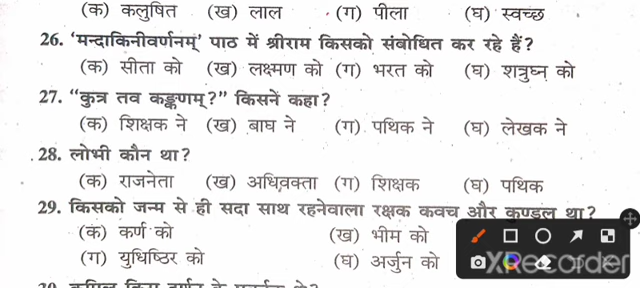 (क) कलुषित (ख) लाल (ग) पीला (घ) स्वच्छ
26. ‘मन्दाकिनीवर्णनम्’ पाठ में श्रीराम किसको संबोधित कर रहे हैं?
(क) सीता को (ख) लक्ष्मण को (ग) भरत को (घ) शत्रुघ्न को
27. “कुत्र तव कङ्कणम्?” किसनें कहा?
(क) शिक्षक ने (ख) बाघ ने (ग) पथिक ने (घ) लेखक ने
28. लोभी कौन था?
(क) राजनेता (ख) अधिवक्ता (ग) शिक्षक (घ) पथिक
29. किसको जन्म से ही सदा साथ रहनेवाला रक्षक कवच और कुण्डल था?
(क) कर्ण को (ख) भीम को
(ग) युधिष्ठिर को (घ) अर्जुन को
XRecorder